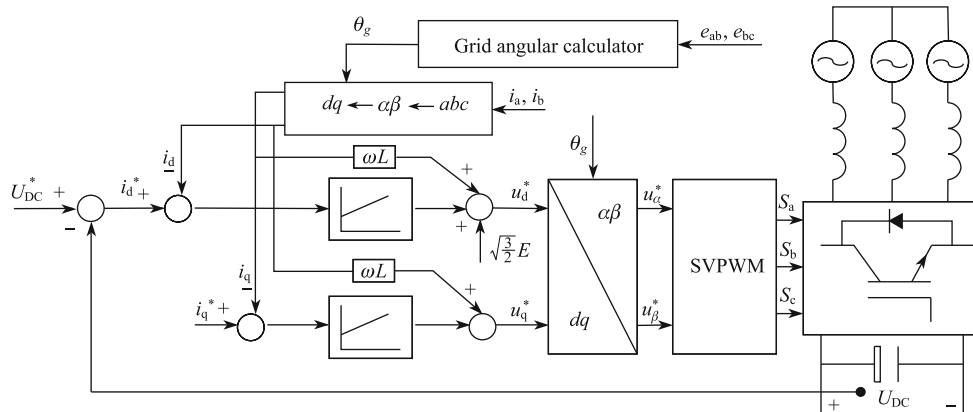 θg
Grid angular calculator
eab, ebc
dq ← αβ ← abc
ia, ib
θg
id
−
ωL
+
U*DC +
−
i*d +
+
u*d
√3/2 E
αβ
u*α
SVPWM
Sa
Sb
Sc
iq
−
ωL
+
i*q +
u*q
dq
u*β
UDC
+
−